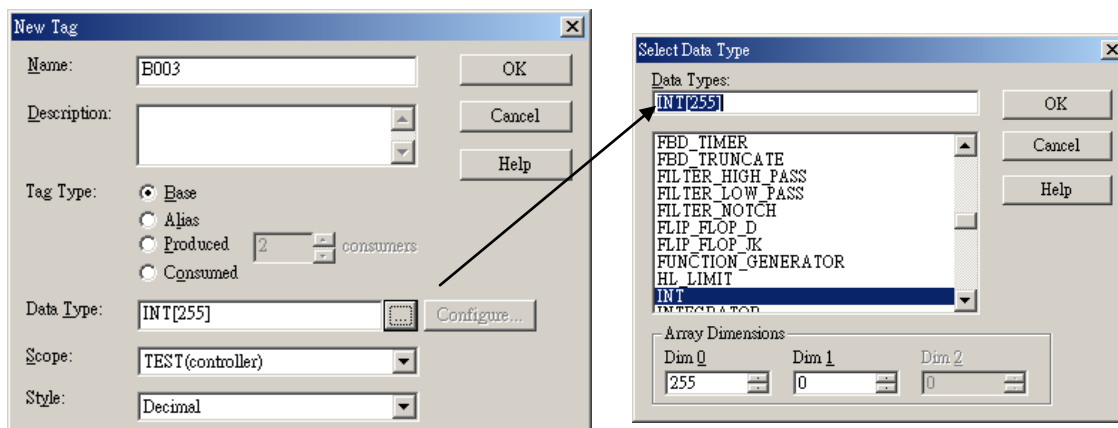 New Tag
Name:
B003
OK
Description:
Cancel
Help
Tag Type:
Base
Alias
Produced
2
consumers
Consumed
Data Type:
INT[255]
...
Configure...
Scope:
TEST(controller)
Style:
Decimal
Select Data Type
Data Types:
INT[255]
OK
FBD_TIMER
FBD_TRUNCATE
FILTER_HIGH_PASS
FILTER_LOW_PASS
FILTER_NOTCH
FLIP_FLOP_D
FLIP_FLOP_JK
FUNCTION_GENERATOR
HL_LIMIT
INT
INTEGRATOR
Cancel
Help
Array Dimensions
Dim 0
Dim 1
Dim 2
255
0
0